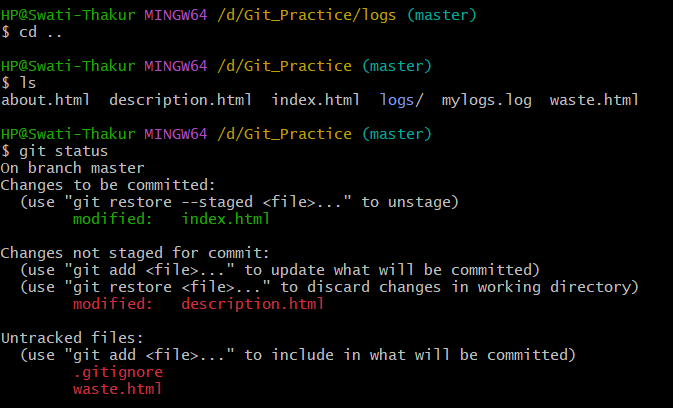 HP@Swati-Thakur MINGW64 /d/Git_Practice/logs (master)
$ cd ..
HP@Swati-Thakur MINGW64 /d/Git_Practice (master)
$ ls
about.html  description.html  index.html  logs/  mylogs.log  waste.html
HP@Swati-Thakur MINGW64 /d/Git_Practice (master)
$ git status
On branch master
Changes to be committed:
  (use "git restore --staged <file>..." to unstage)
        modified:   index.html
Changes not staged for commit:
  (use "git add <file>..." to update what will be committed)
  (use "git restore <file>..." to discard changes in working directory)
        modified:   description.html
Untracked files:
  (use "git add <file>..." to include in what will be committed)
        .gitignore
        waste.html